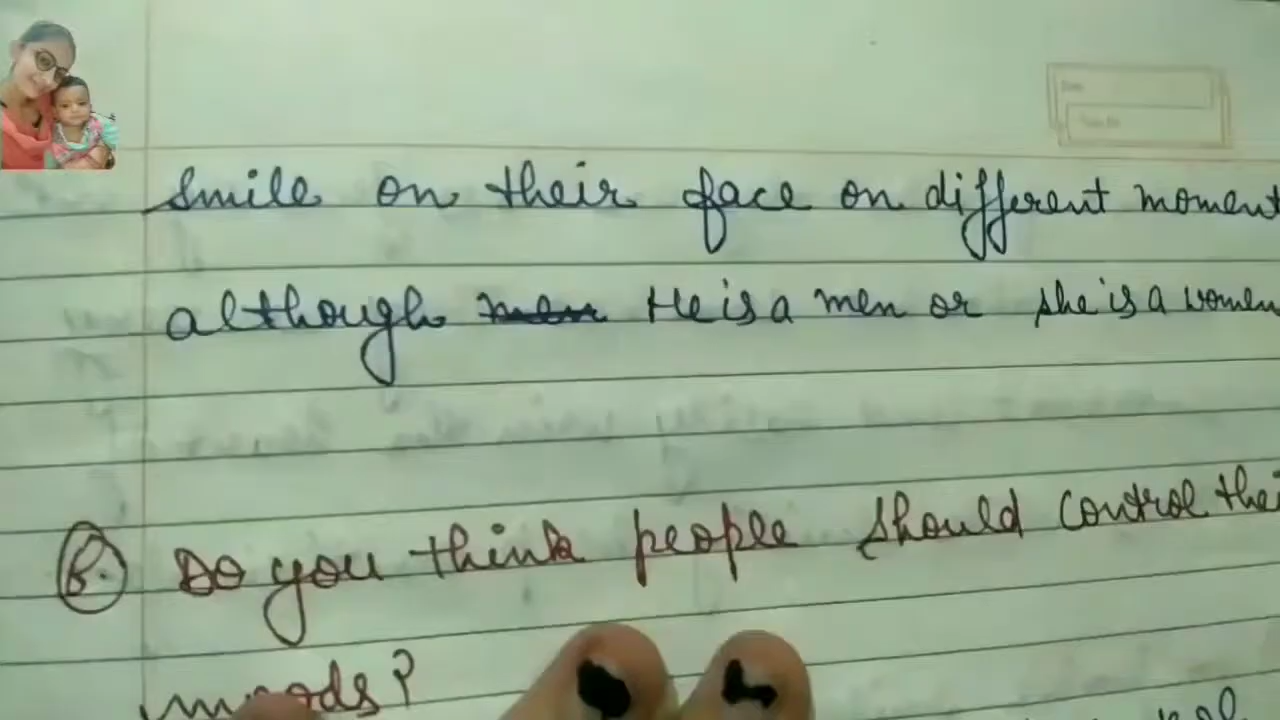 smile on their face on different moment
although He is a men or she is a women
Do you think people should control thei
moods?